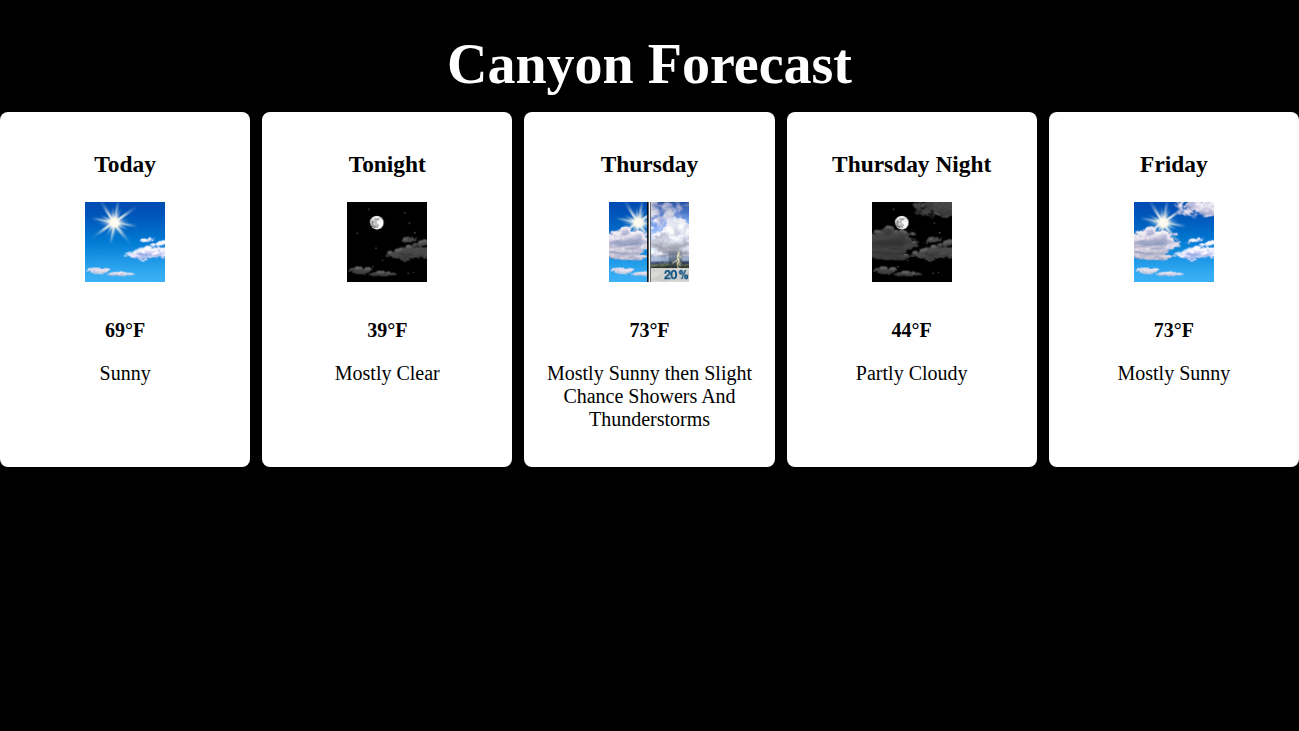 Canyon Forecast
Today
69°F
Sunny
Tonight
39°F
Mostly Clear
Thursday
20%
73°F
Mostly Sunny then Slight
Chance Showers And
Thunderstorms
Thursday Night
44°F
Partly Cloudy
Friday
73°F
Mostly Sunny